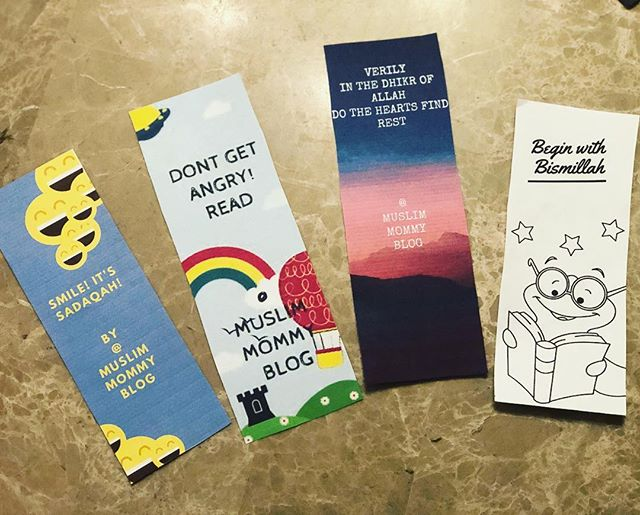 SMILE! IT'S
SADAQAH!
BY
@
MUSLIM
MOMMY
BLOG
DONT GET
ANGRY!
READ
MUSLIM
MOMMY
BLOG
VERILY
IN THE DHIKR OF
ALLAH
DO THE HEARTS FIND
REST
@
MUSLIM
MOMMY
BLOG
Begin with
Bismillah